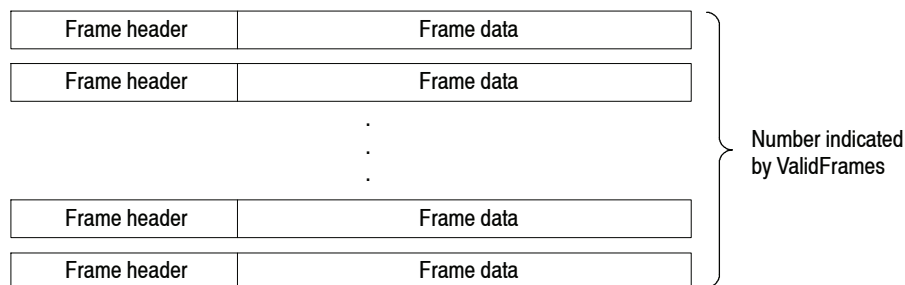 Frame header Frame data
Frame header Frame data
.
.
.
Number indicated
by ValidFrames
Frame header Frame data
Frame header Frame data